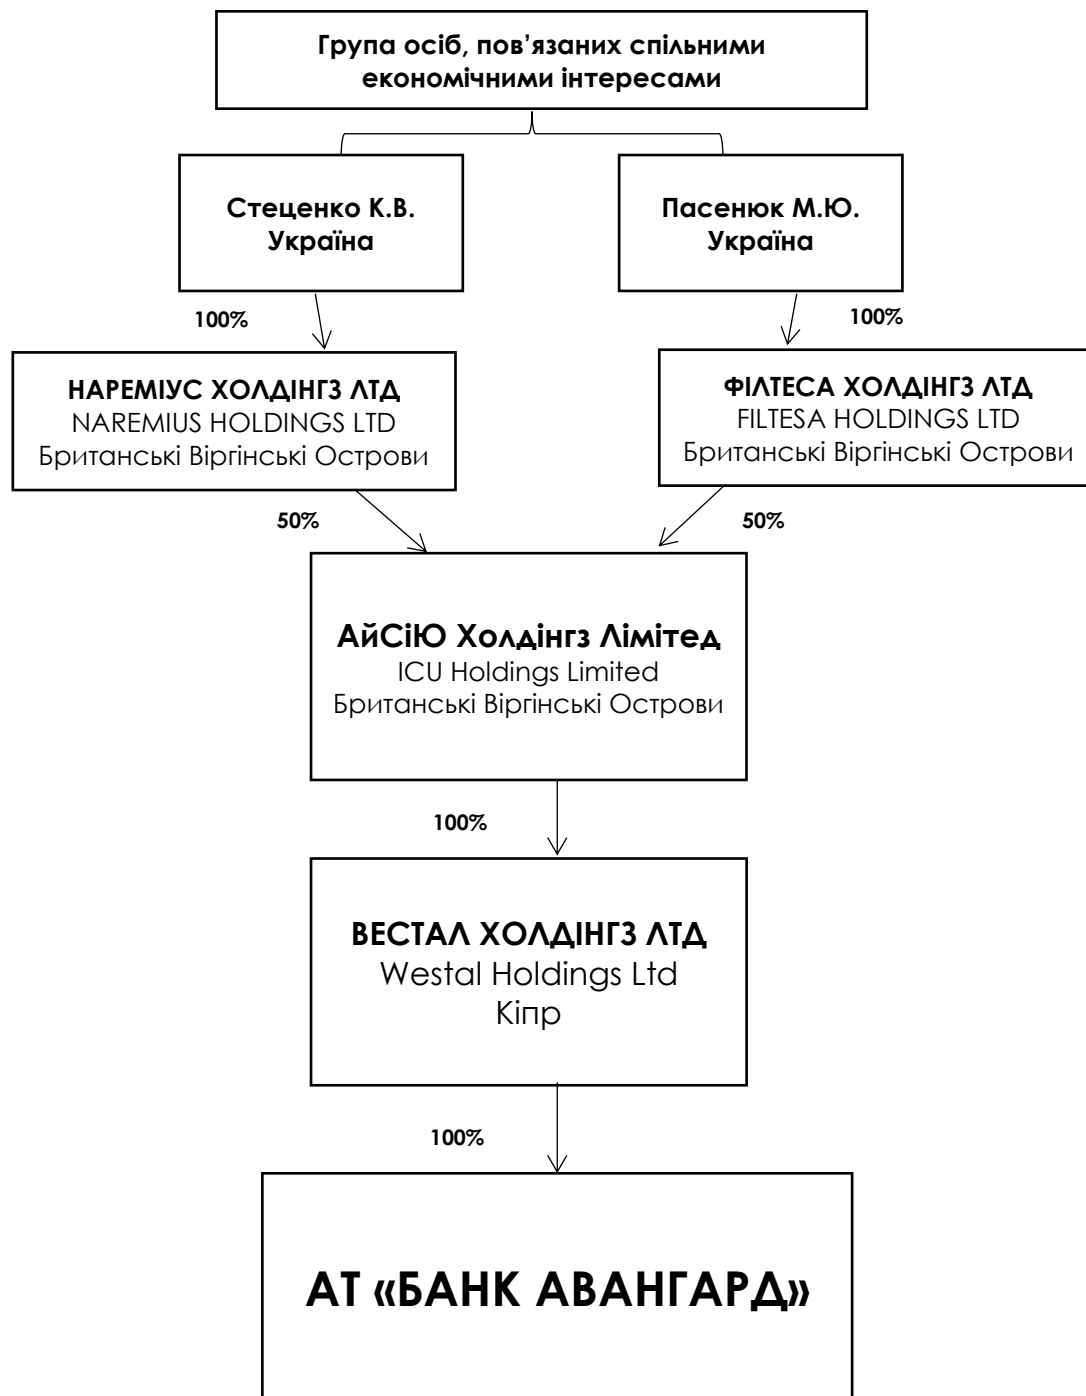 Група осіб, пов’язаних спільними
економічними інтересами
Стеценко К.В.
Україна
Пасенюк М.Ю.
Україна
100%
100%
НАРЕМІУС ХОЛДІНГЗ ЛТД
NAREMIUS HOLDINGS LTD
Британські Віргінські Острови
ФІЛТЕСА ХОЛДІНГЗ ЛТД
FILTESA HOLDINGS LTD
Британські Віргінські Острови
50%
50%
АйСіЮ Холдінгз Лімітед
ICU Holdings Limited
Британські Віргінські Острови
100%
ВЕСТАЛ ХОЛДІНГЗ ЛТД
Westal Holdings Ltd
Кіпр
100%
АТ «БАНК АВАНГАРД»